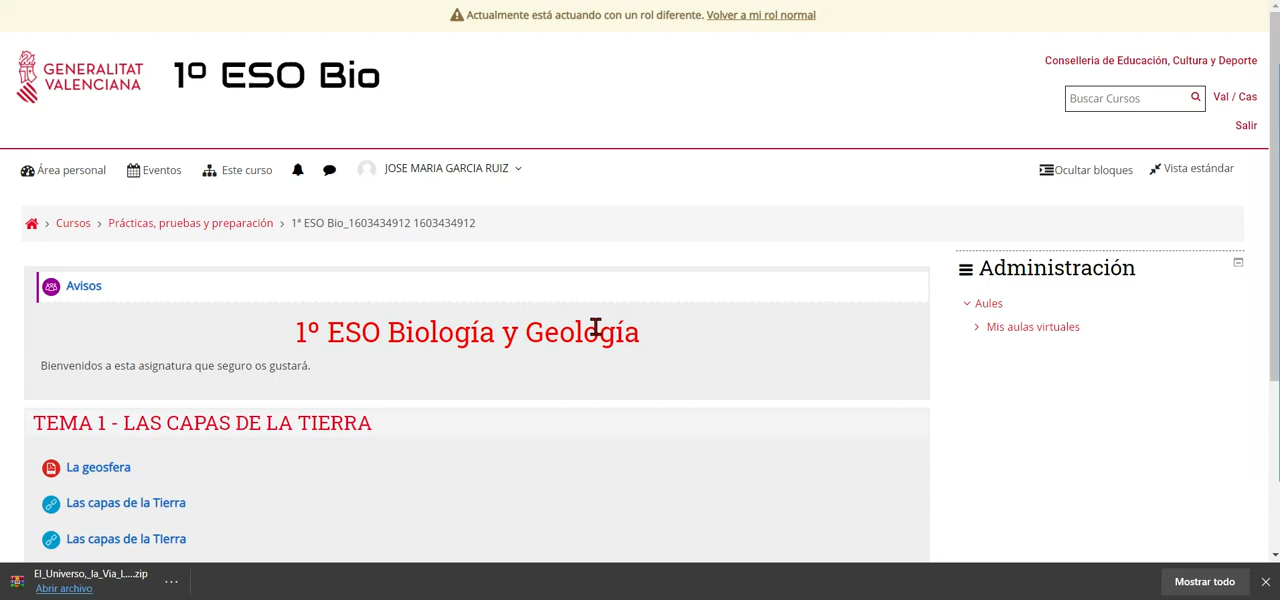 Actualmente está actuando con un rol diferente. Volver a mi rol normal
GENERALITAT
VALENCIANA
1º ESO Bio
Conselleria de Educación, Cultura y Deporte
Buscar Cursos
Val / Cas
Salir
Área personal
Eventos
Este curso
JOSE MARIA GARCIA RUIZ
Ocultar bloques
Vista estándar
Cursos > Prácticas, pruebas y preparación > 1ª ESO Bio_1603434912 1603434912
Avisos
1º ESO Biología y Geología
Bienvenidos a esta asignatura que seguro os gustará.
Administración
Aules
Mis aulas virtuales
TEMA 1 - LAS CAPAS DE LA TIERRA
La geosfera
Las capas de la Tierra
Las capas de la TIerra
El_Universo,_la_Via_L....zip
Abrir archivo
Mostrar todo